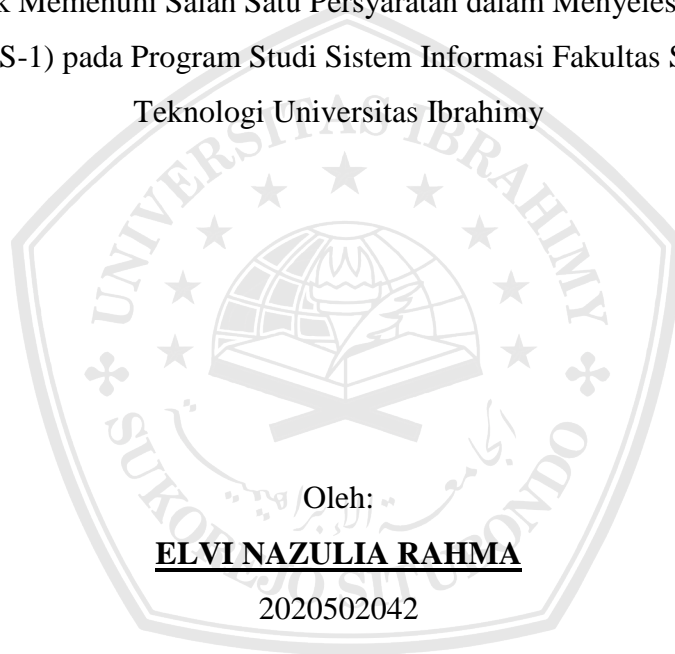 Memenuhi Salah Satu Persyaratan dalam
S-1) pada Program Studi Sistem Informasi Fakultas
Teknologi Universitas Ibrahimy
UNIVERSITAS IBRAHIMY
SUKOREJO SITUBONDO
Oleh:
ELVI NAZULIA RAHMA
2020502042